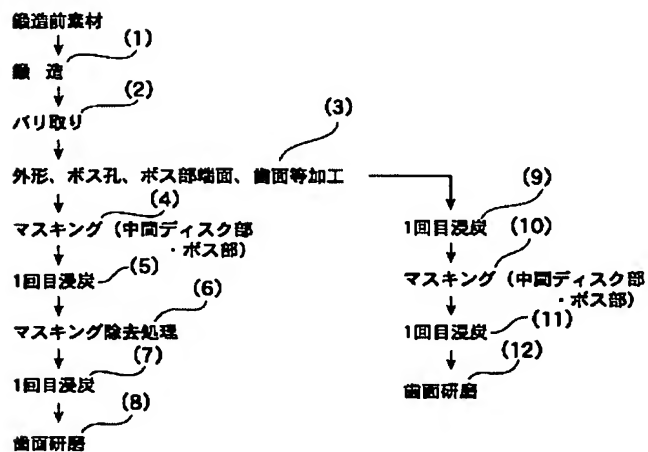 鍛造前素材
(1)
鍛 造
(2)
バリ取り
(3)
外形、ボス孔、ボス部端面、歯面等加工
(4)
マスキング（中間ディスク部
・ボス部）
(5)
1回目浸炭
(6)
マスキング除去処理
(7)
1回目浸炭
(8)
歯面研磨
(9)
1回目浸炭
(10)
マスキング（中間ディスク部
・ボス部）
(11)
1回目浸炭
(12)
歯面研磨